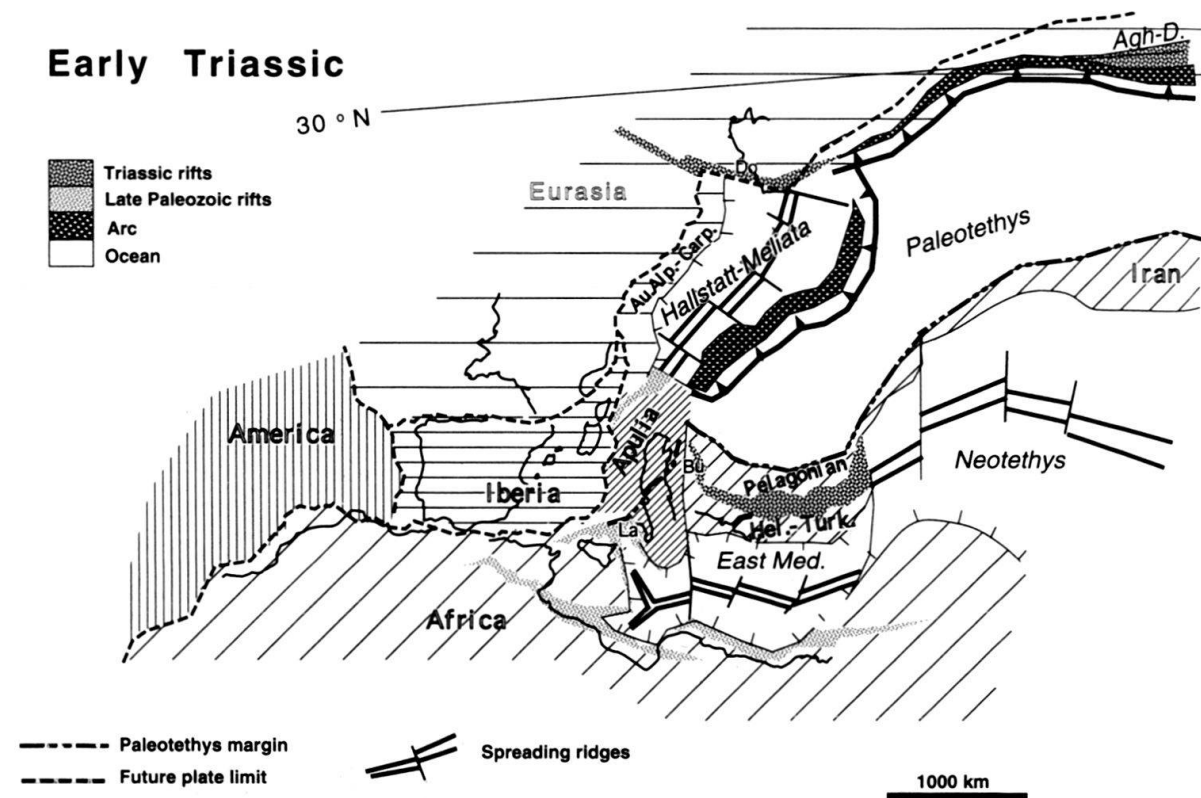 Early Triassic
30 ° N
Agh-D.
Triassic rifts
Late Paleozoic rifts
Arc
Ocean
Do
Eurasia
Au.Alp.-Carp.
Hallstatt-Meliata
Paleotethys
Iran
America
Iberia
Apulia
Bü
Pelagonian
Neotethys
La
Hel.-Turk.
East Med.
Africa
Paleotethys margin
Future plate limit
Spreading ridges
1000 km